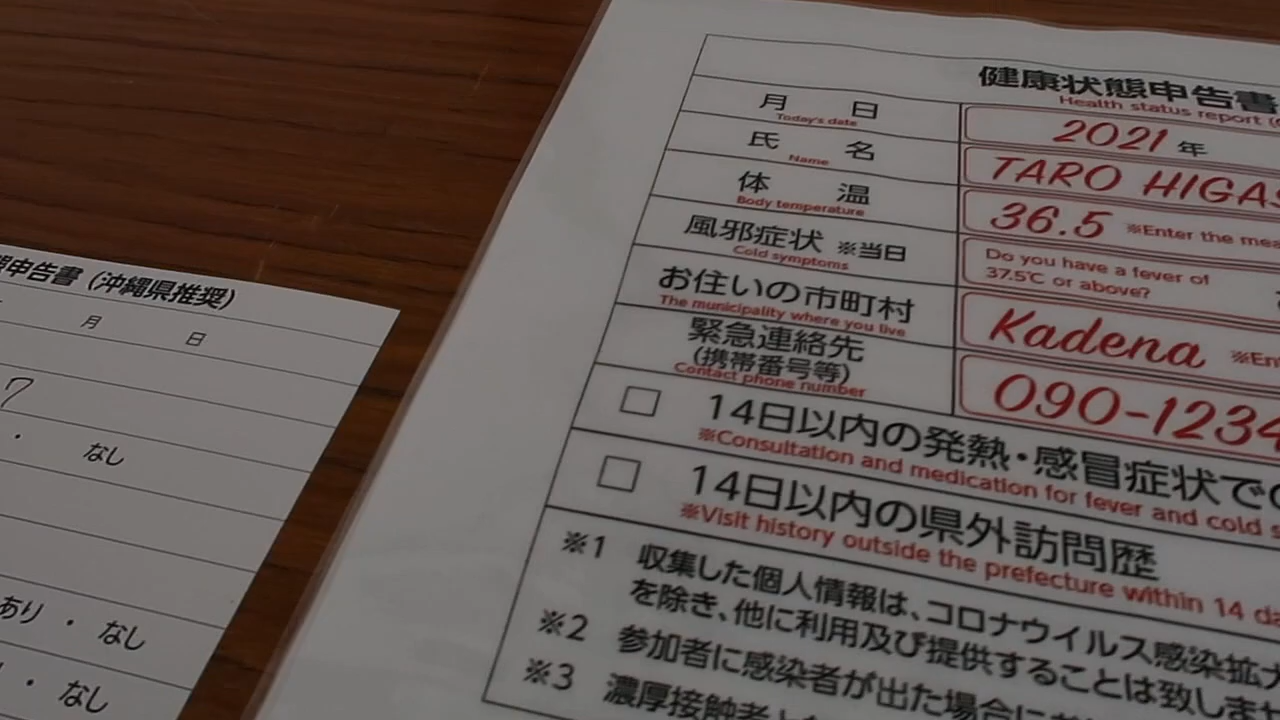 申告書 (沖縄県推奨)
月 日
7
・ なし
あり ・ なし
・ なし
健康状態申告書
Health status report
月 日
Today's date
2021 年
氏 名
Name
TARO HIGAS
体 温
Body temperature
36.5 ※Enter the mea
風邪症状 ※当日
Cold symptoms
Do you have a fever of
37.5℃ or above?
お住いの市町村
The municipality where you live
Kadena ※En
緊急連絡先
(携帯番号等)
Contact phone number
090-1234
□ 14日以内の発熱・感冒症状で
※Consultation and medication for fever and cold s
□ 14日以内の県外訪問歴
※Visit history outside the prefecture within 14 da
※1 収集した個人情報は、コロナウイルス感染拡大
を除き、他に利用及び提供することは致しませ
※2 参加者に感染者が出た場合に
※3 濃厚接触者と